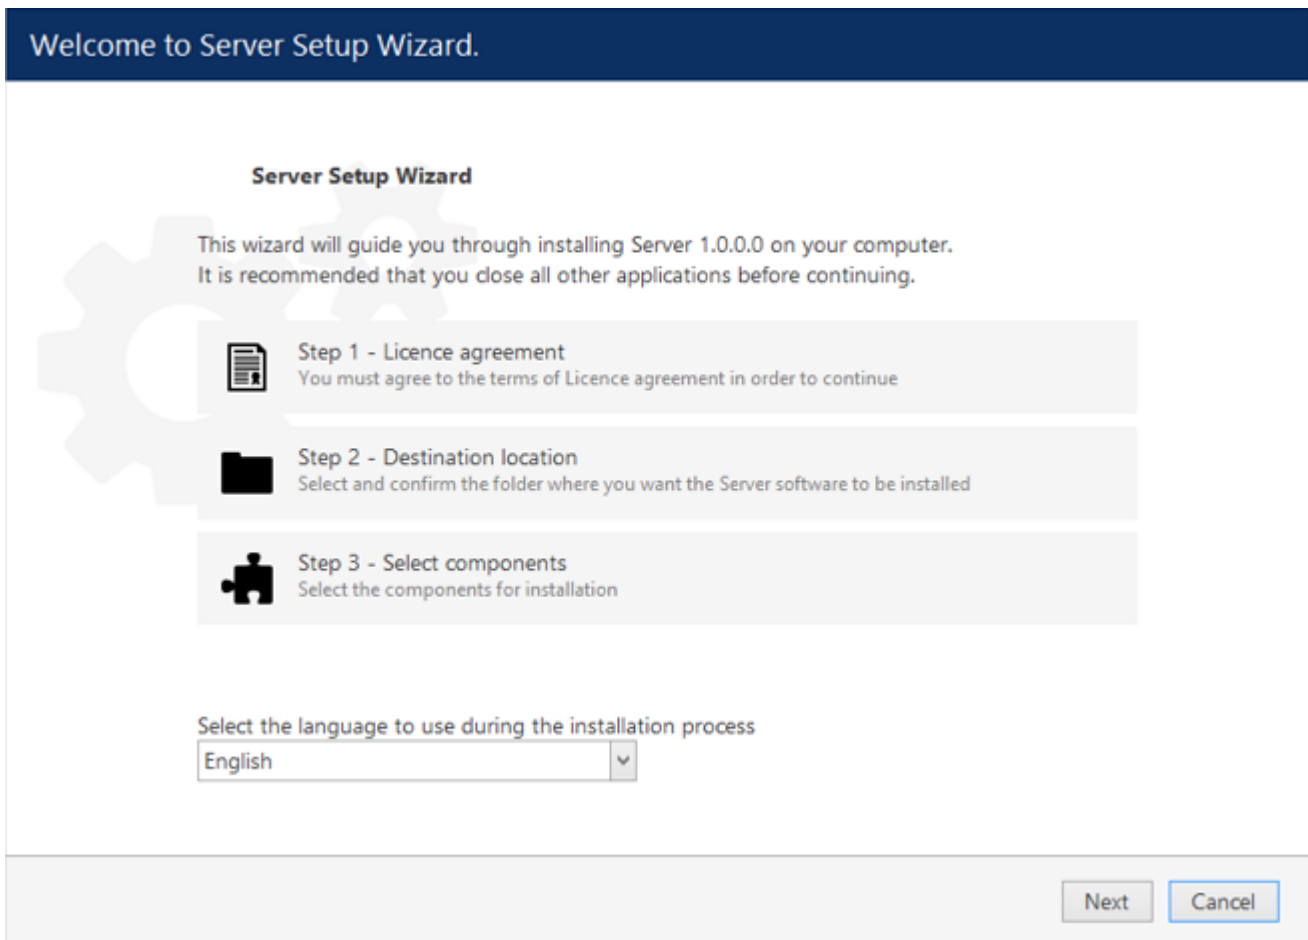 Welcome to Server Setup Wizard.
Server Setup Wizard
This wizard will guide you through installing Server 1.0.0.0 on your computer.
It is recommended that you close all other applications before continuing.
Step 1 - Licence agreement
You must agree to the terms of Licence agreement in order to continue
Step 2 - Destination location
Select and confirm the folder where you want the Server software to be installed
Step 3 - Select components
Select the components for installation
Select the language to use during the installation process
English
Next
Cancel